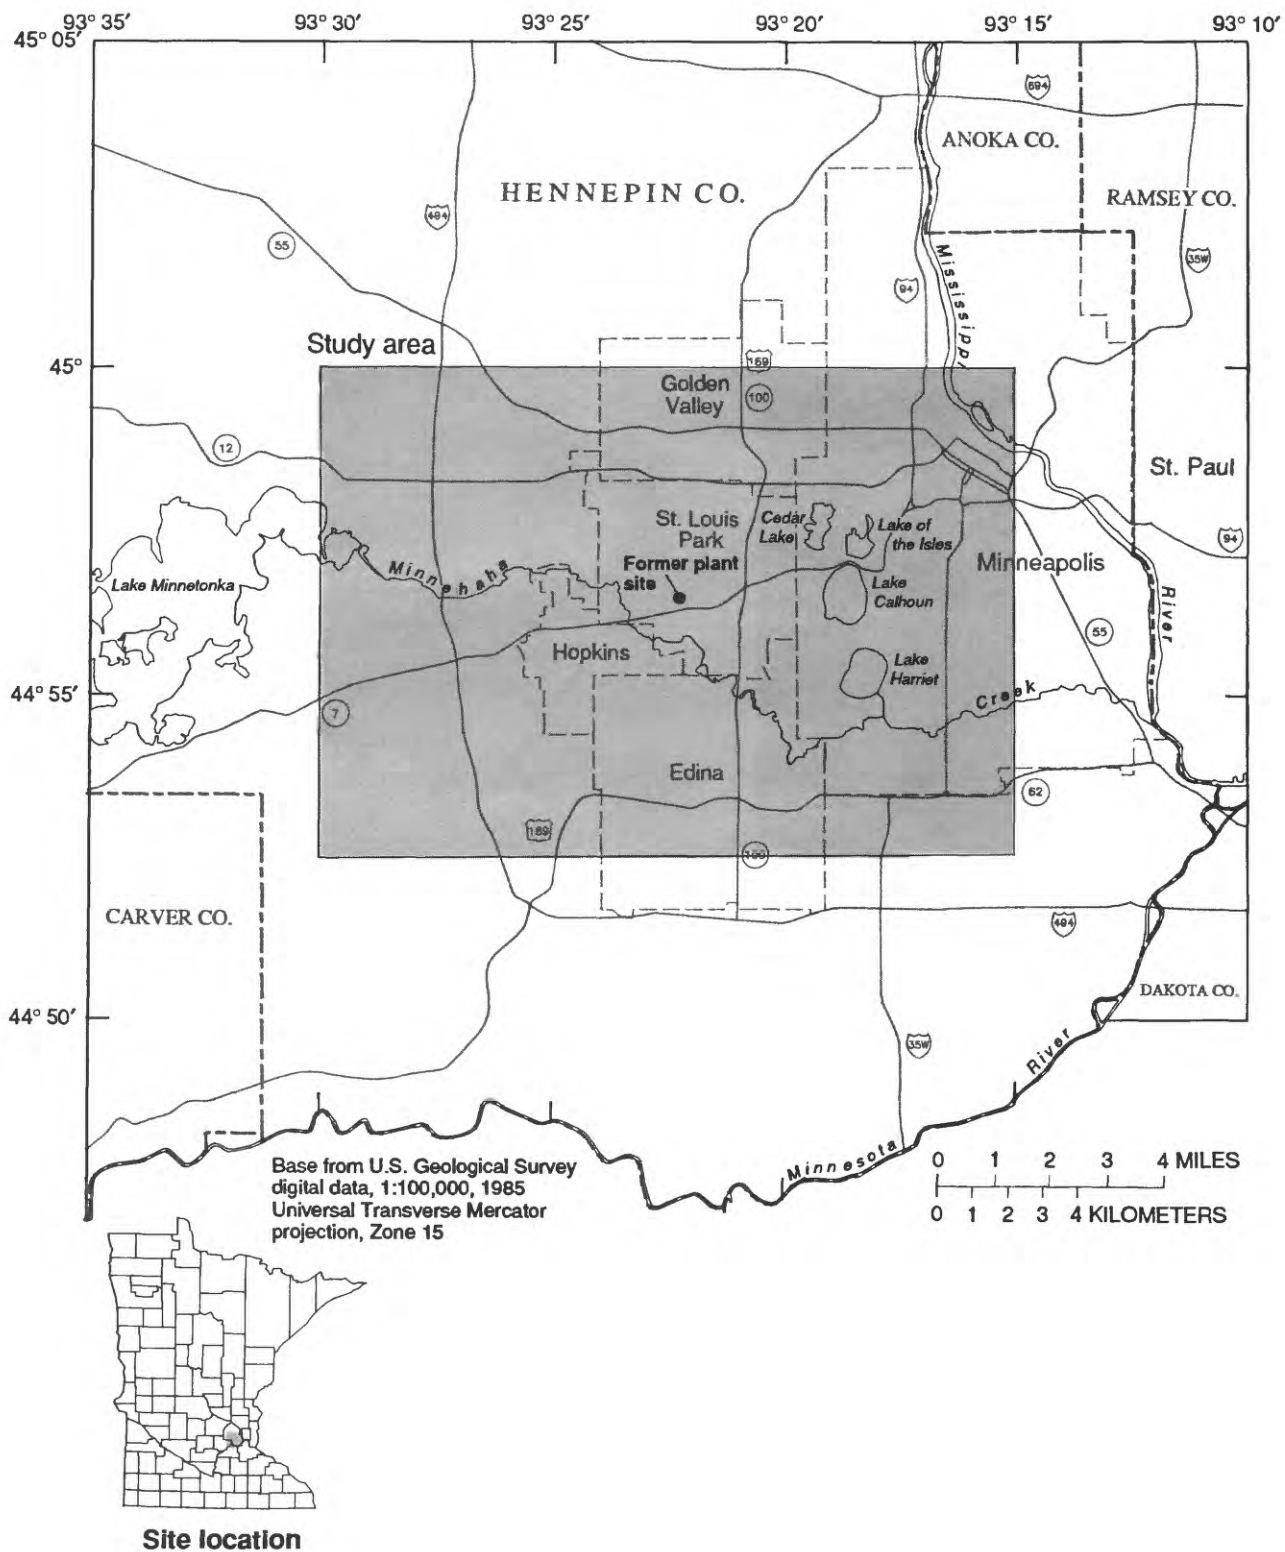 93° 35′ 93° 30′ 93° 25′ 93° 20′ 93° 15′ 93° 10′
45° 05′
694
ANOKA CO.
HENNEPIN CO.
RAMSEY CO.
494
55
35W
94
Mississippi
Study area
45°
169
Golden
Valley
100
12
St. Paul
St. Louis
Park
Cedar
Lake
Lake of
the Isles
94
Former plant
site
Minneapolis
Minnehaha
Lake Minnetonka
Lake
Calhoun
River
55
Hopkins
Lake
Harriet
Creek
44° 55′
7
Edina
62
169
100
CARVER CO.
494
DAKOTA CO.
44° 50′
35W
River
Minnesota
Base from U.S. Geological Survey
digital data, 1:100,000, 1985
Universal Transverse Mercator
projection, Zone 15
0 1 2 3 4 MILES
0 1 2 3 4 KILOMETERS
Site location